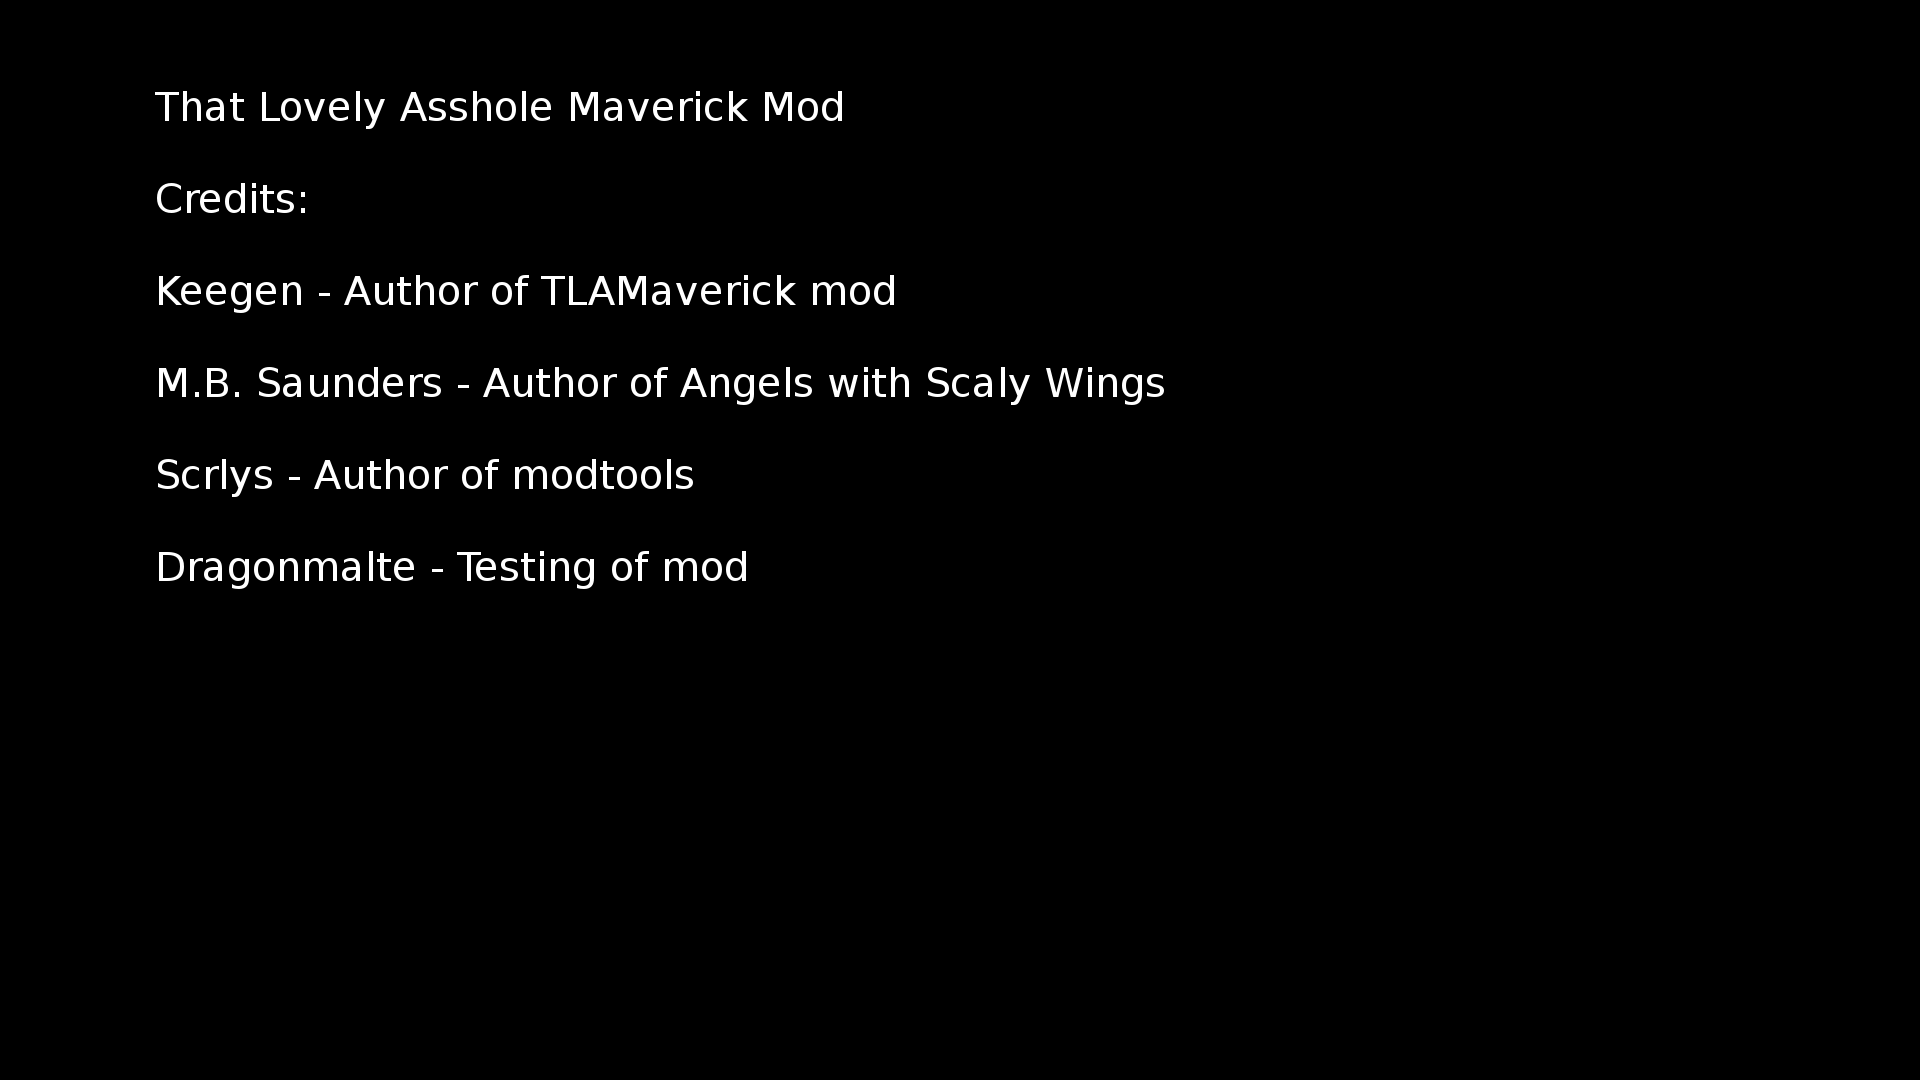 That Lovely Asshole Maverick Mod
Credits:
Keegen - Author of TLAMaverick mod
M.B. Saunders - Author of Angels with Scaly Wings
Scrlys - Author of modtools
Dragonmalte - Testing of mod